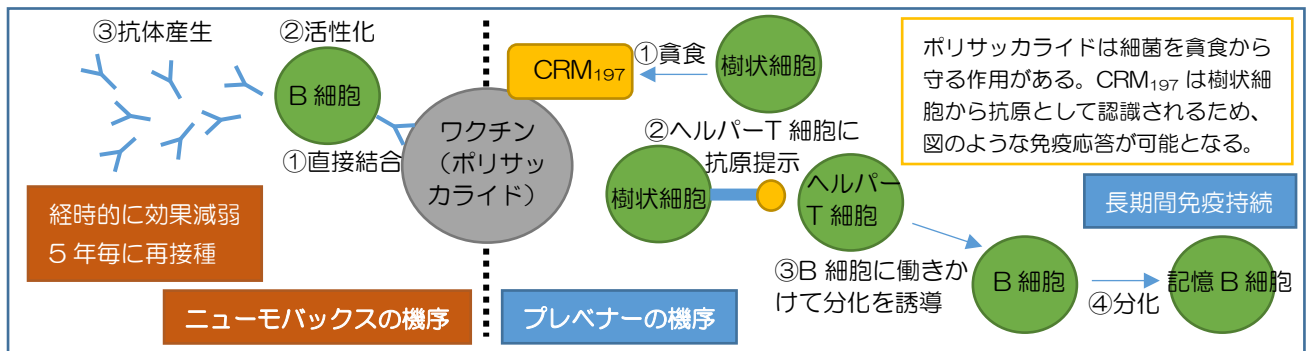 ③抗体産生
②活性化
B 細胞
①直接結合
ワクチン
（ポリサッ
カライド）
経時的に効果減弱
5 年毎に再接種
ニューモバックスの機序
CRM₁₉₇
①貪食
樹状細胞
②ヘルパーT 細胞に
抗原提示
樹状細胞
ヘルパー
T 細胞
③B 細胞に働きか
けて分化を誘導
B 細胞
④分化
記憶 B 細胞
プレベナーの機序
ポリサッカライドは細菌を貪食から
守る作用がある。CRM₁₉₇ は樹状細
胞から抗原として認識されるため、
図のような免疫応答が可能となる。
長期間免疫持続